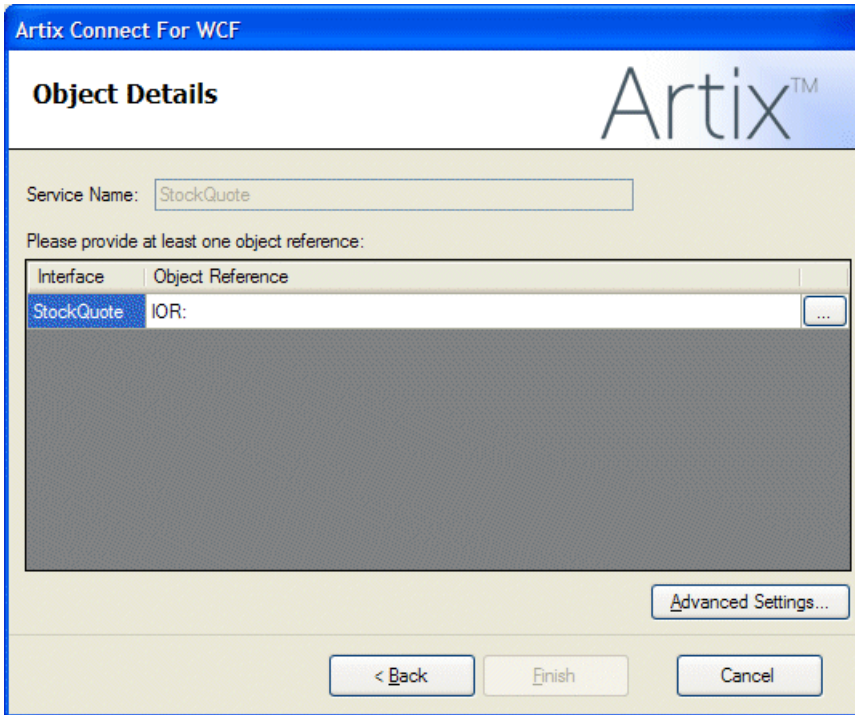 Artix Connect For WCF
Object Details
Artix™
Service Name: StockQuote
Please provide at least one object reference:
Interface Object Reference
StockQuote IOR: ...
Advanced Settings...
< Back Finish Cancel